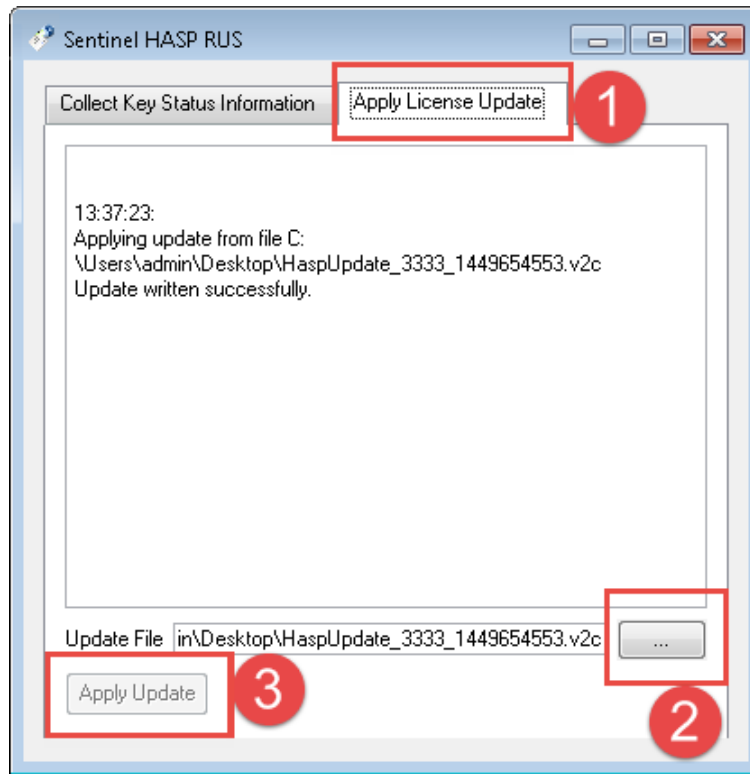 Sentinel HASP RUS
Collect Key Status Information
Apply License Update
1
13:37:23:
Applying update from file C:
\Users\admin\Desktop\HaspUpdate_3333_1449654553.v2c
Update written successfully.
Update File in\Desktop\HaspUpdate_3333_1449654553.v2c ...
Apply Update
3
2